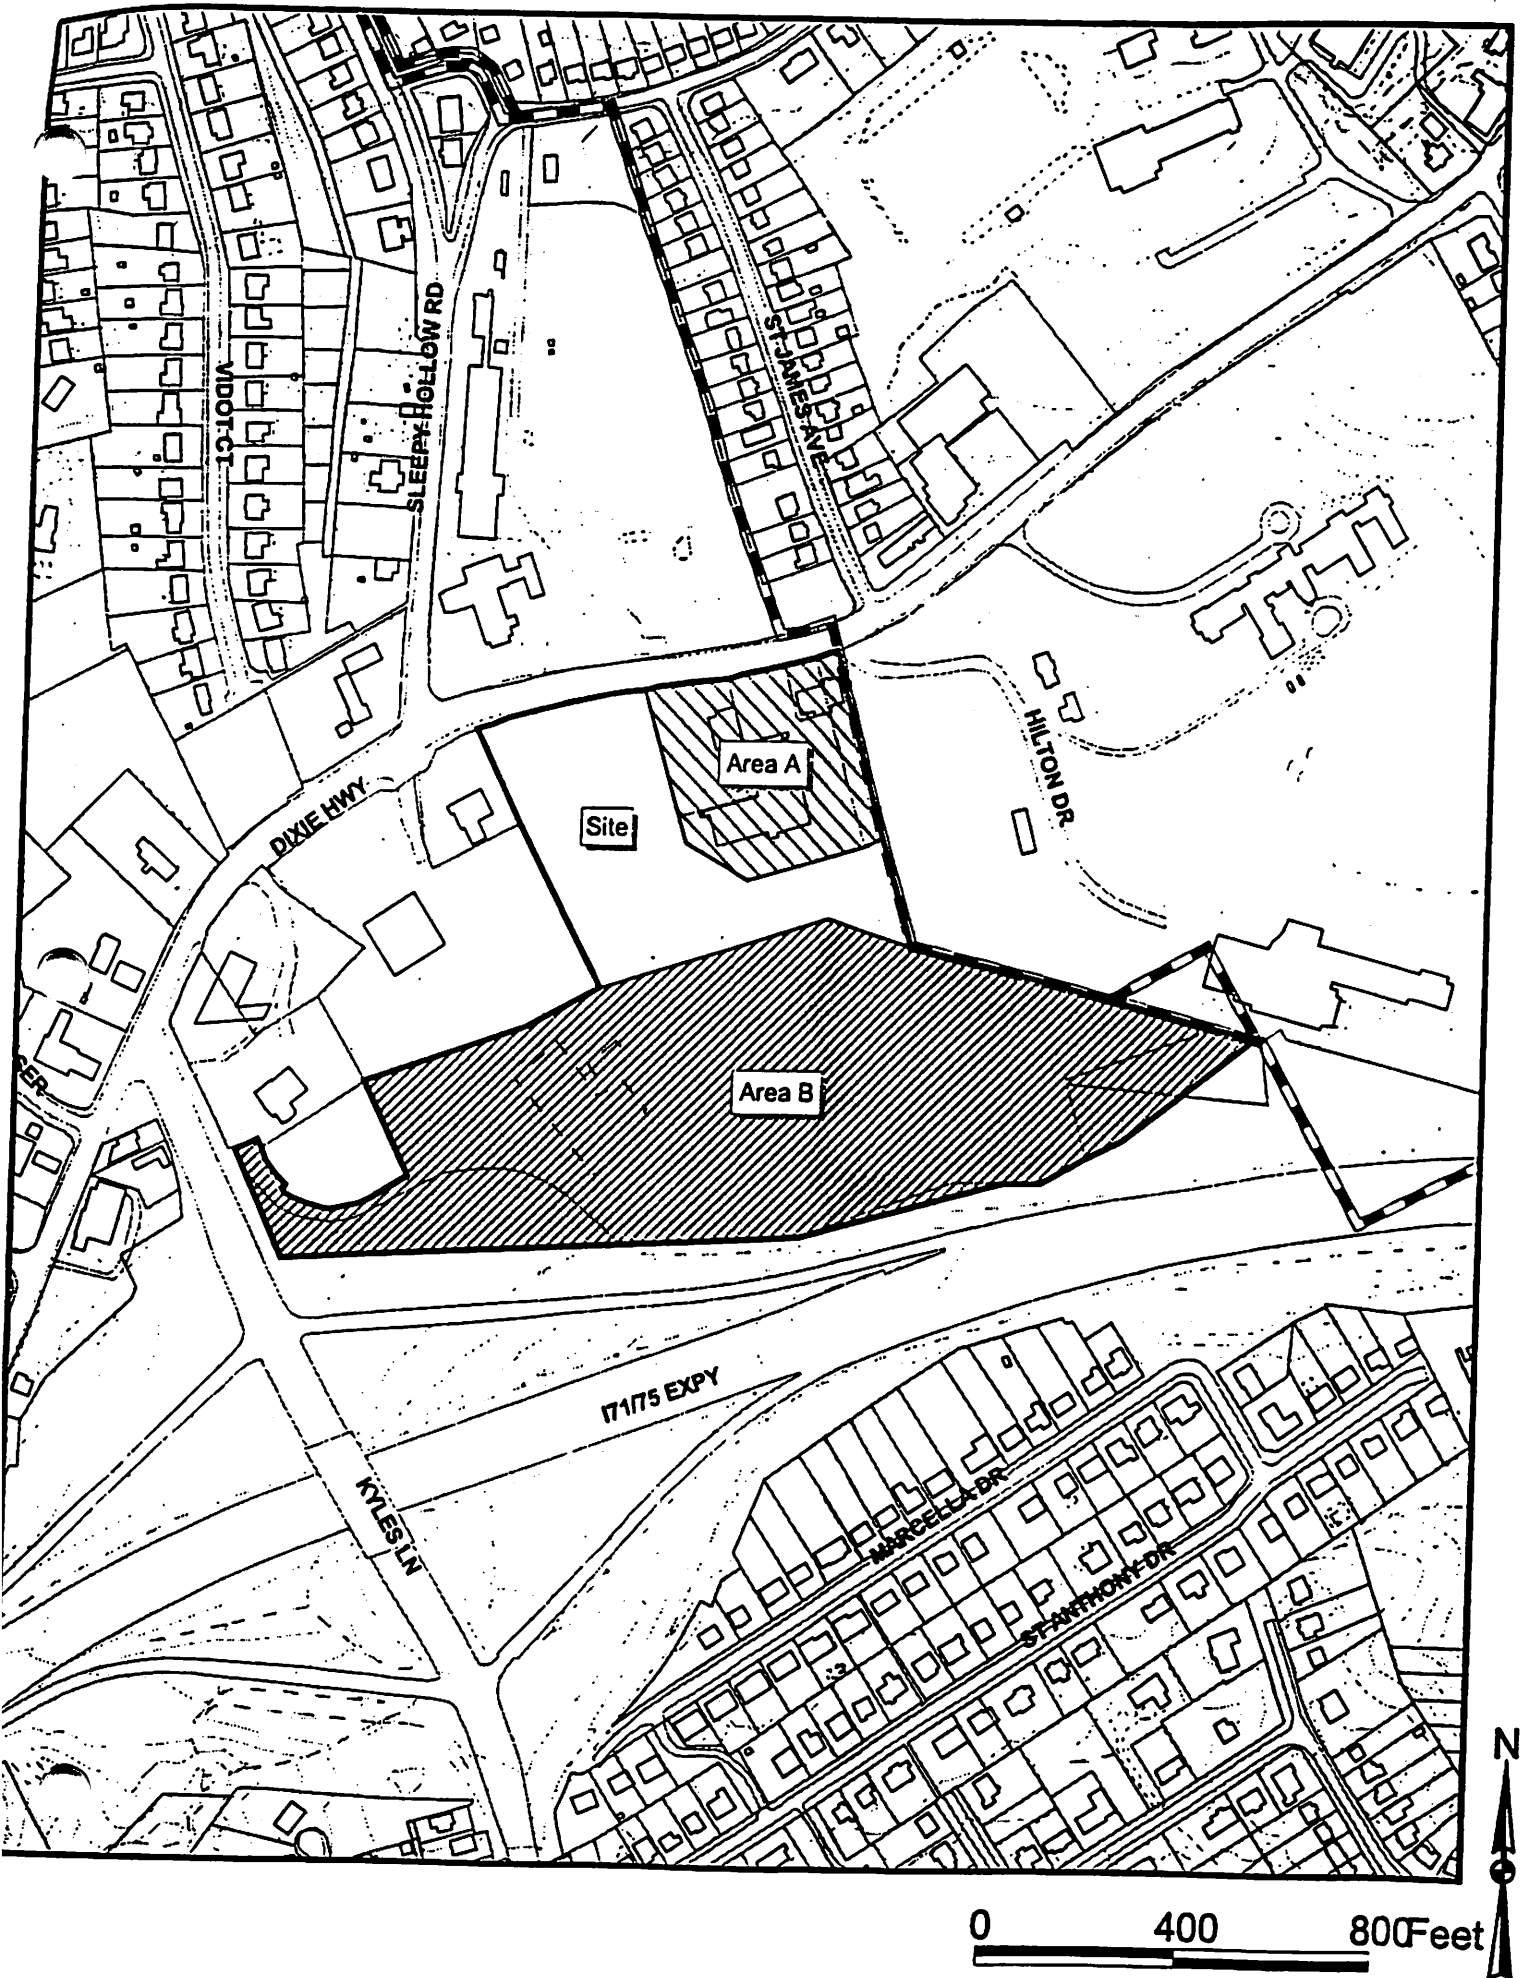 VIDOT CT
SLEEPY HOLLOW RD
ST JAMES AVE
HILTON DR
DIXIE HWY
Area A
Site
Area B
I71/75 EXPY
KYLES LN
MARCELLA DR
ST ANTHONY DR
N
0 400 800Feet